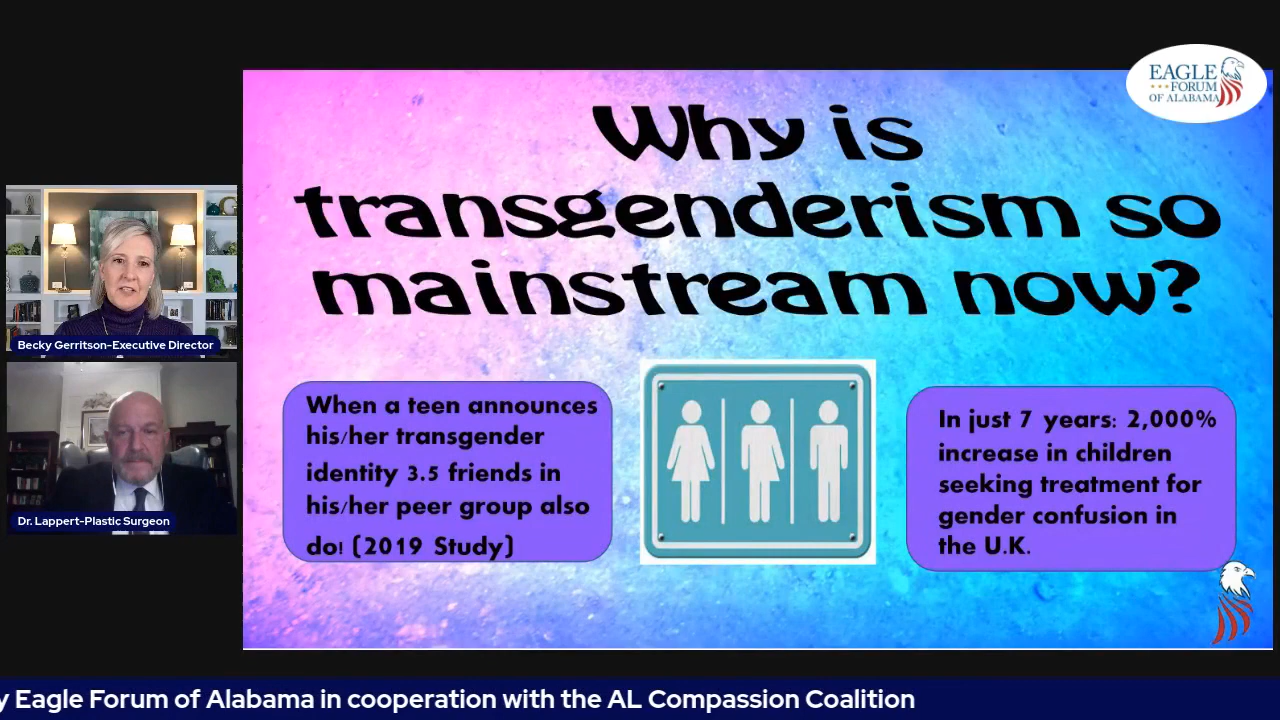 EAGLE
FORUM
OF ALABAMA
Why is
transgenderism so
mainstream now?
Becky Gerritson-Executive Director
Dr. Lappert-Plastic Surgeon
When a teen announces
his/her transgender
identity 3.5 friends in
his/her peer group also
do! (2019 Study)
In just 7 years: 2,000%
increase in children
seeking treatment for
gender confusion in
the U.K.
y Eagle Forum of Alabama in cooperation with the AL Compassion Coalition